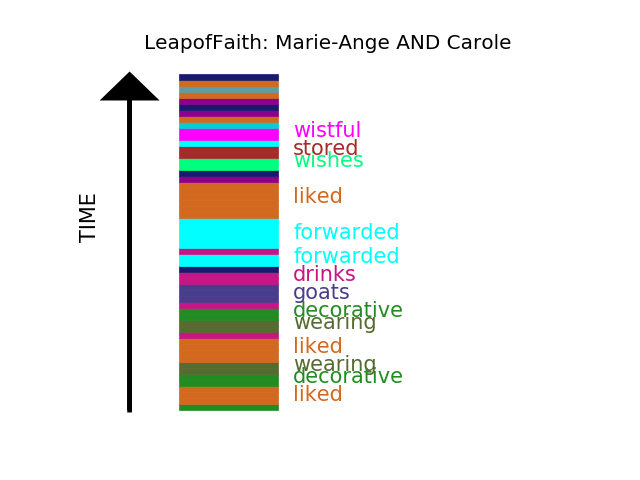 LeapofFaith: Marie-Ange AND Carole
TIME
wistful
stored
wishes
liked
forwarded
forwarded
drinks
goats
decorative
wearing
liked
wearing
decorative
liked